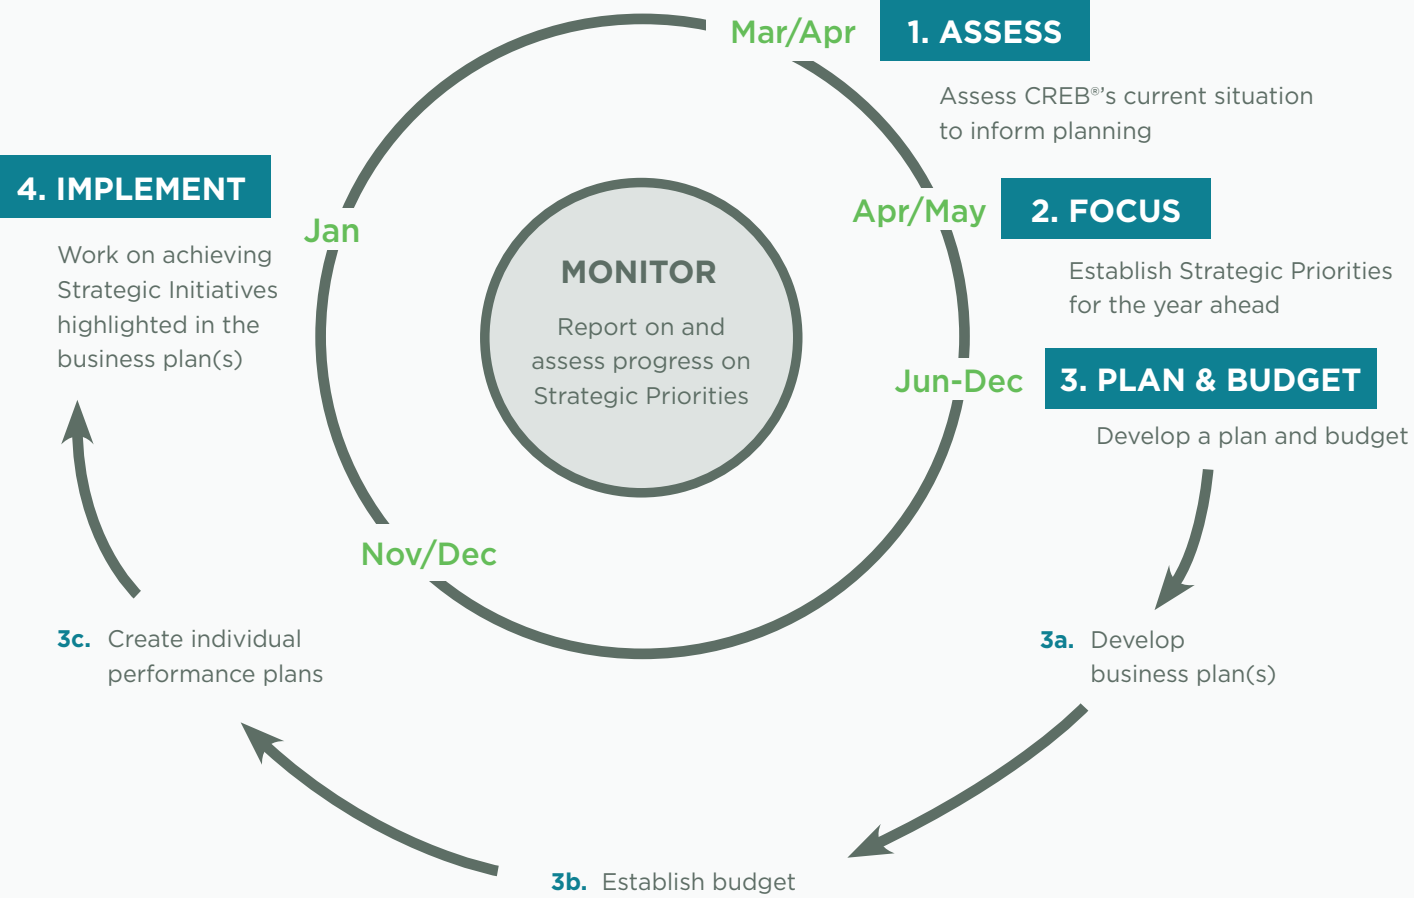 Mar/Apr
1. ASSESS
Assess CREB®'s current situation
to inform planning
Apr/May
2. FOCUS
Establish Strategic Priorities
for the year ahead
Jun-Dec
3. PLAN & BUDGET
Develop a plan and budget
3a. Develop
business plan(s)
3b. Establish budget
Nov/Dec
3c. Create individual
performance plans
Jan
4. IMPLEMENT
Work on achieving
Strategic Initiatives
highlighted in the
business plan(s)
MONITOR
Report on and
assess progress on
Strategic Priorities